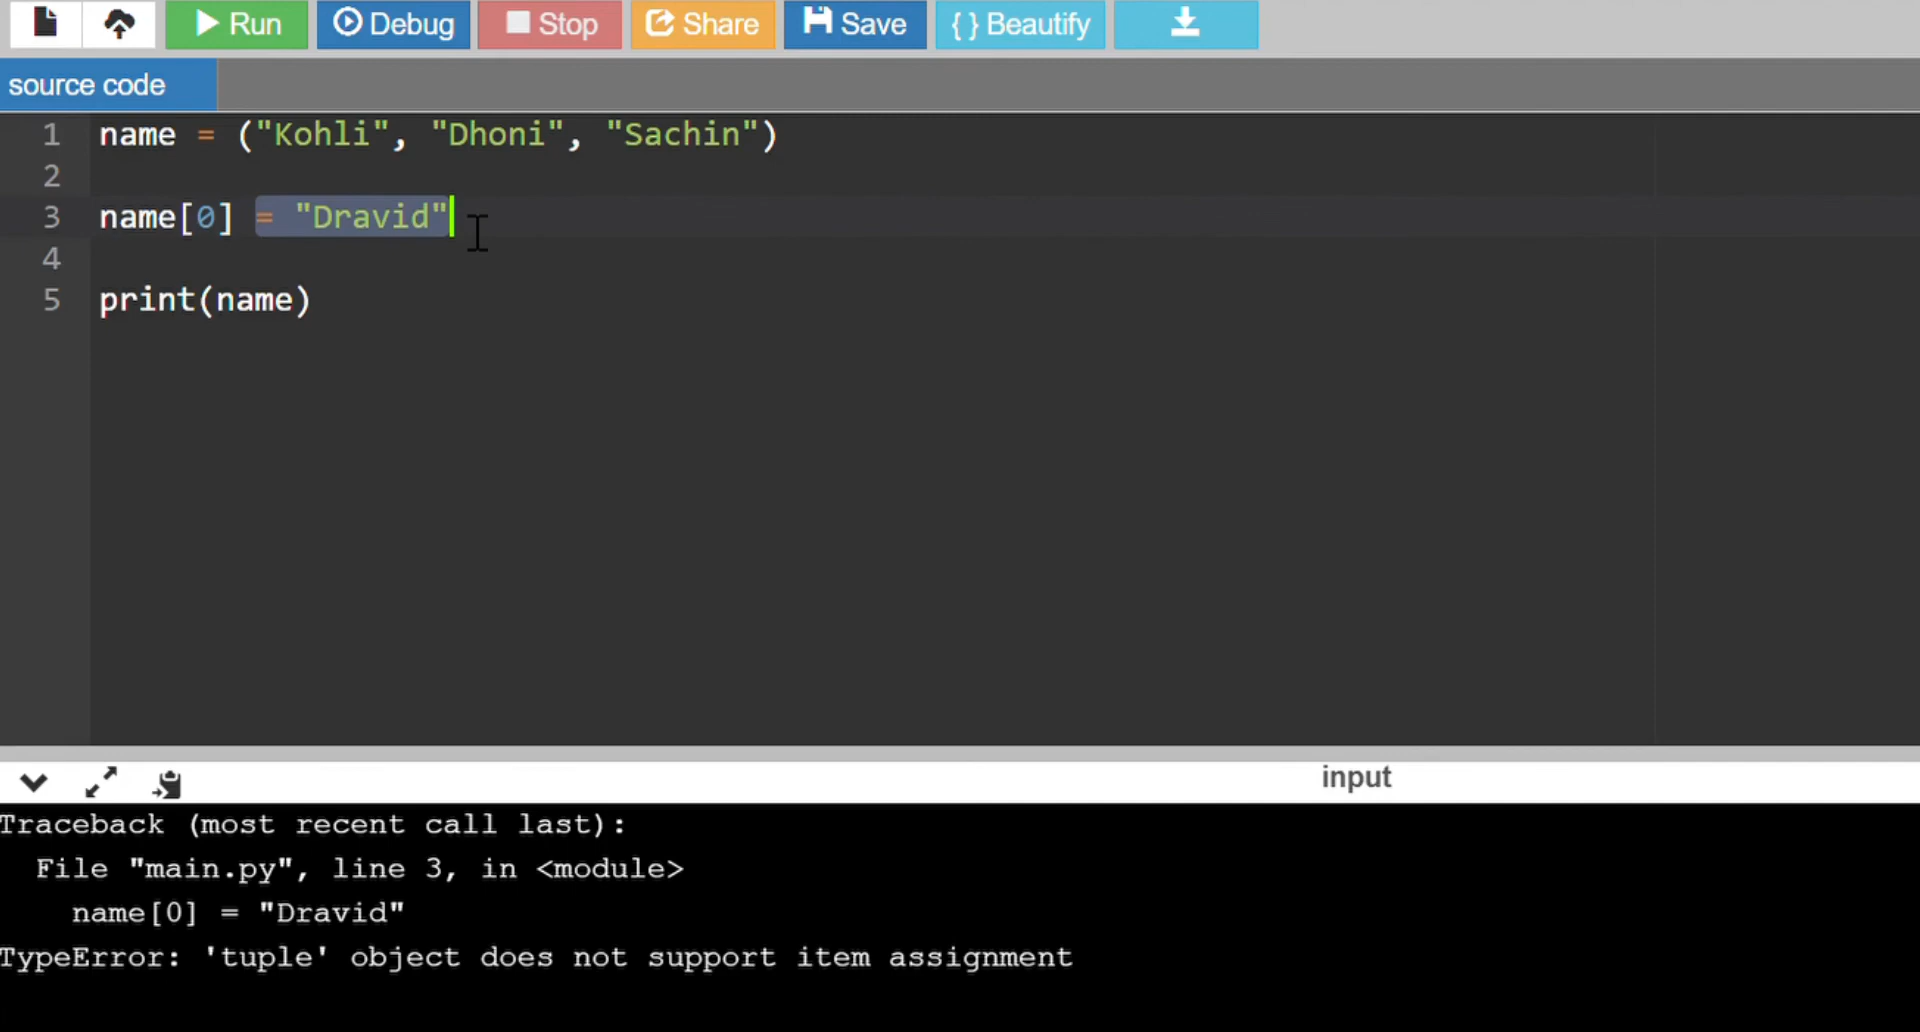 Run Debug Stop Share Save { } Beautify
source code
1 name = ("Kohli", "Dhoni", "Sachin")
2
3 name[0] = "Dravid"
4
5 print(name)
input
Traceback (most recent call last):
File "main.py", line 3, in <module>
name[0] = "Dravid"
TypeError: 'tuple' object does not support item assignment